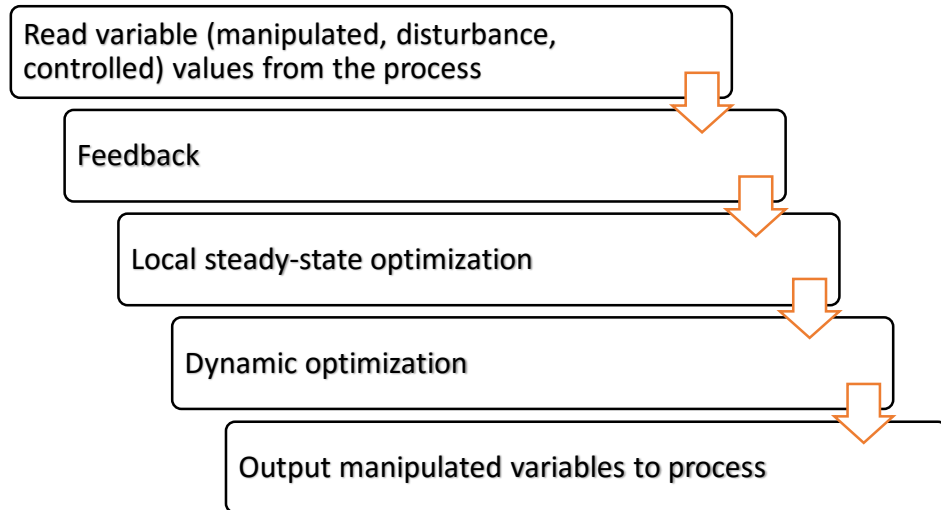 Read variable (manipulated, disturbance,
controlled) values from the process
Feedback
Local steady-state optimization
Dynamic optimization
Output manipulated variables to process